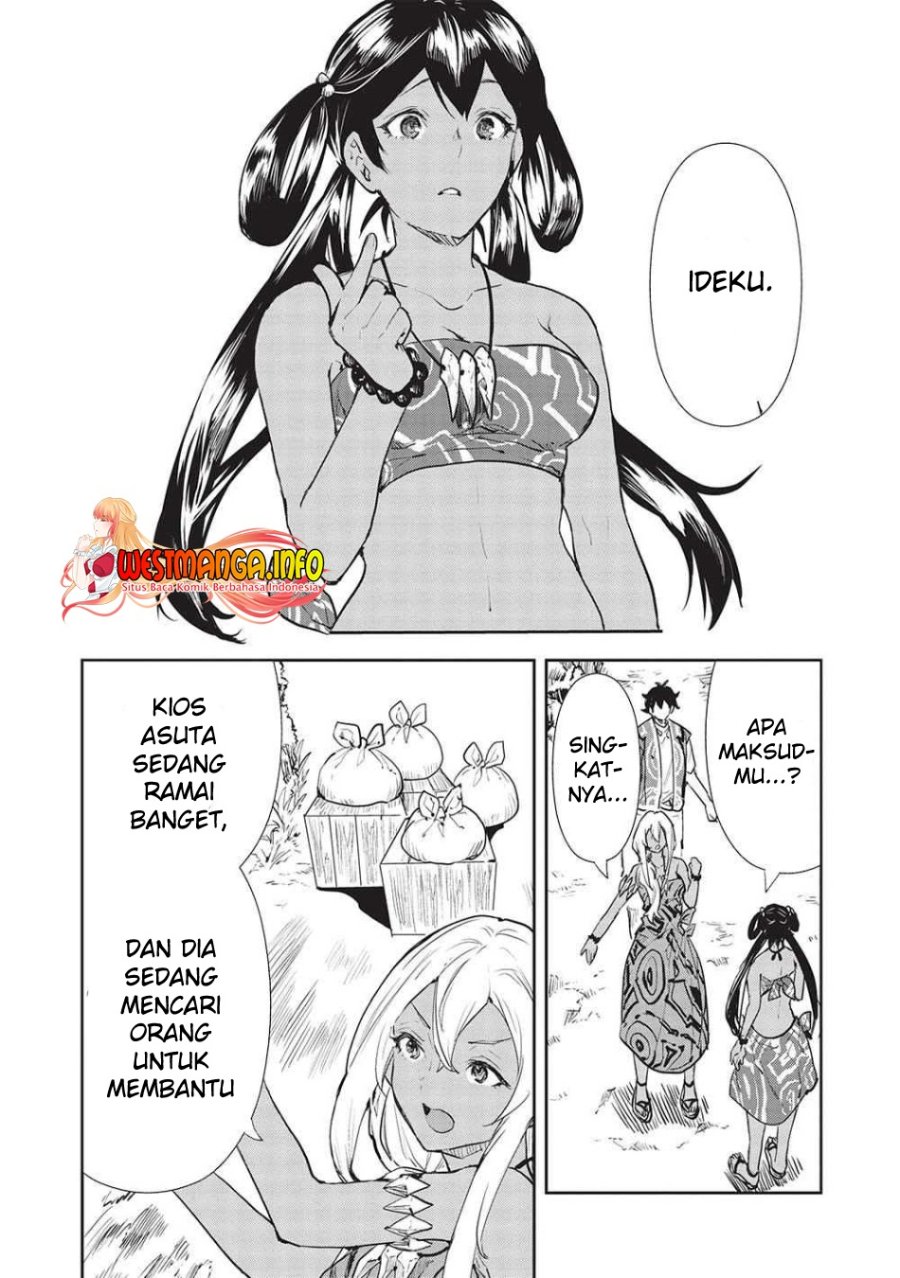 IDEKU.
WESTMANGA.INFO
Situs Baca Komik Berbahasa Indonesia
APA
MAKSUD-
MU...?
SING-
KAT-
NYA...
KIOS
ASUTA
SEDANG
RAMAI
BANGET,
DAN DIA
SEDANG
MENCARI
ORANG
UNTUK
MEMBANTU